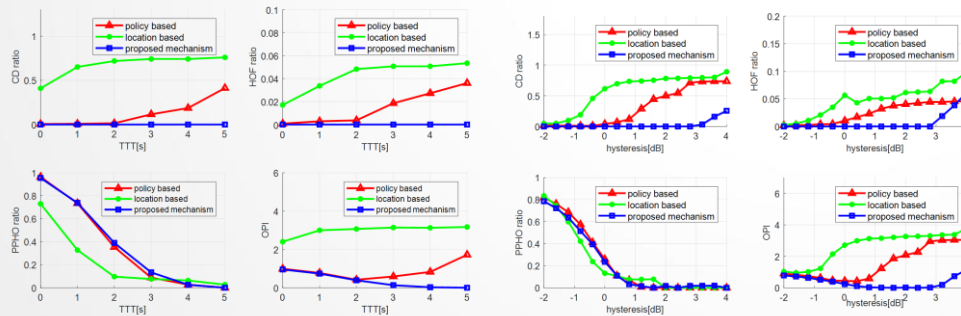 CD ratio
1
0.5
0
0 1 2 3 4 5
TTT[s]
policy based
location based
proposed mechanism
HOF ratio
0.1
0.08
0.06
0.04
0.02
0
0 1 2 3 4 5
TTT[s]
policy based
location based
proposed mechanism
CD ratio
1.5
1
0.5
0
-2 -1 0 1 2 3 4
hysteresis[dB]
policy based
location based
proposed mechanism
HOF ratio
0.2
0.15
0.1
0.05
0
-2 -1 0 1 2 3
hysteresis[dB]
policy based
location based
proposed mechanism
PPHO ratio
1
0.8
0.6
0.4
0.2
0
0 1 2 3 4 5
TTT[s]
policy based
location based
proposed mechanism
OPI
6
4
2
0
0 1 2 3 4 5
TTT[s]
policy based
location based
proposed mechanism
PPHO ratio
1
0.8
0.6
0.4
0.2
0
-2 -1 0 1 2 3 4
hysteresis[dB]
policy based
location based
proposed mechanism
OPI
6
4
2
0
-2 -1 0 1 2 3
hysteresis[dB]
policy based
location based
proposed mechanism